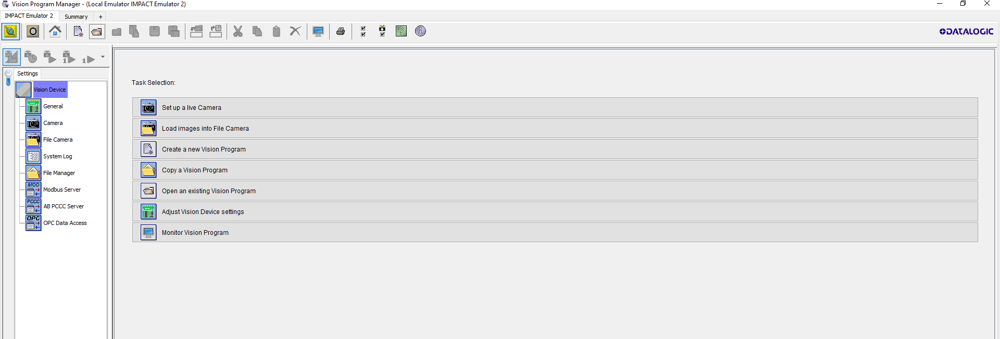 Vision Program Manager - (Local Emulator IMPACT Emulator 2)
IMPACT Emulator 2 Summary +
O 1 1 ? i
DATALOGIC
Settings
Task Selection:
Vision Device
General
Camera
File Camera
System Log
File Manager
MOD
Modbus Server
PCCC
AB PCCC Server
OPC
OPC Data Access
Set up a live Camera
Load images into File Camera
Create a new Vision Program
Copy a Vision Program
Open an existing Vision Program
Adjust Vision Device settings
Monitor Vision Program